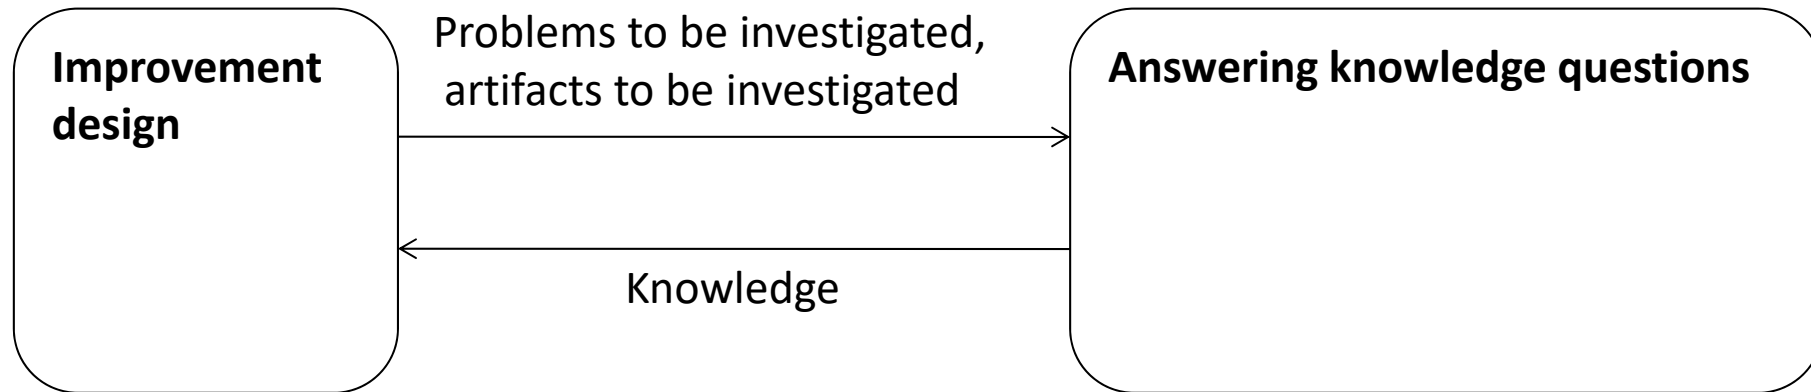 Improvement
design
Problems to be investigated,
artifacts to be investigated
Knowledge
Answering knowledge questions